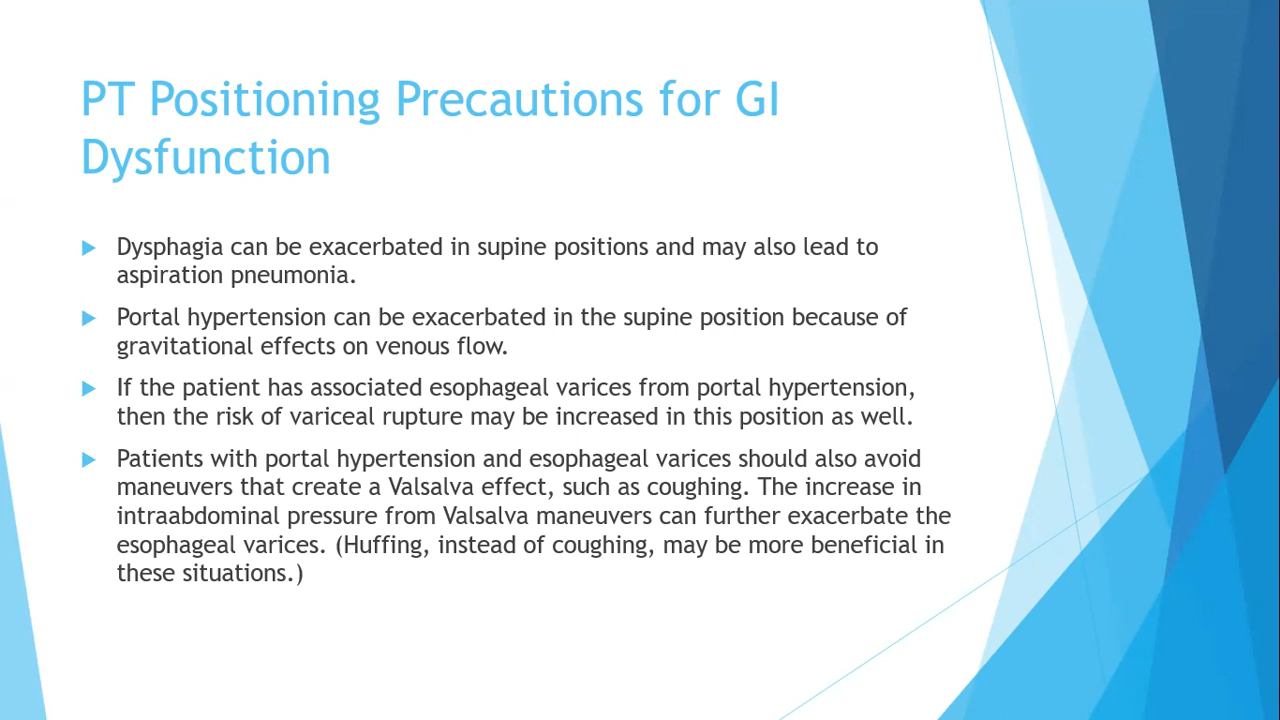 PT Positioning Precautions for GI
Dysfunction
Dysphagia can be exacerbated in supine positions and may also lead to
aspiration pneumonia.
Portal hypertension can be exacerbated in the supine position because of
gravitational effects on venous flow.
If the patient has associated esophageal varices from portal hypertension,
then the risk of variceal rupture may be increased in this position as well.
Patients with portal hypertension and esophageal varices should also avoid
maneuvers that create a Valsalva effect, such as coughing. The increase in
intraabdominal pressure from Valsalva maneuvers can further exacerbate the
esophageal varices. (Huffing, instead of coughing, may be more beneficial in
these situations.)